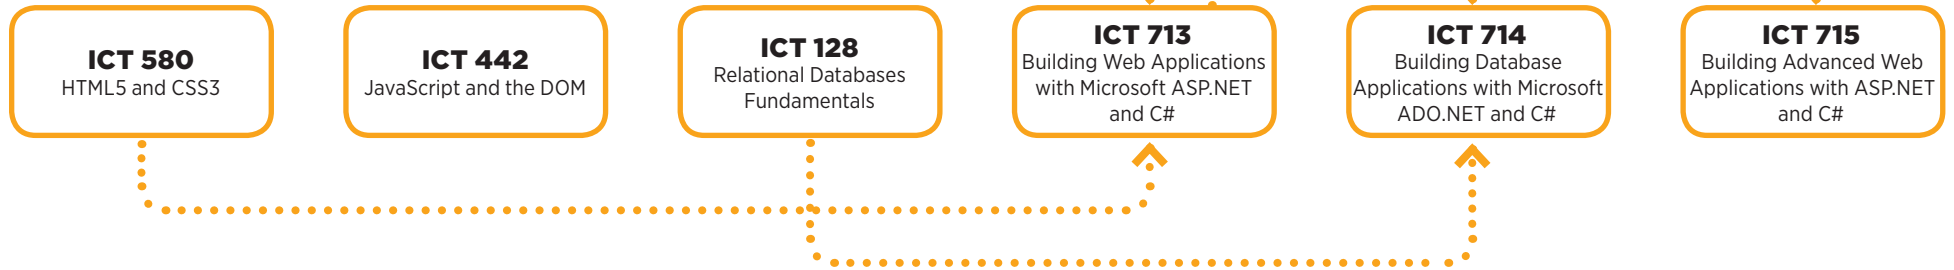 ICT 580
HTML5 and CSS3
ICT 442
JavaScript and the DOM
ICT 128
Relational Databases
Fundamentals
ICT 713
Building Web Applications
with Microsoft ASP.NET
and C#
ICT 714
Building Database
Applications with Microsoft
ADO.NET and C#
ICT 715
Building Advanced Web
Applications with ASP.NET
and C#